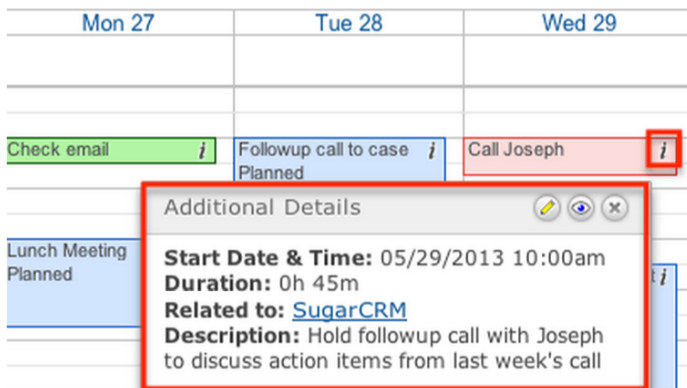 Mon 27
Tue 28
Wed 29
Check email i
Followup call to case i
Planned
Call Joseph i
Lunch Meeting
Planned
t i
Additional Details
Start Date & Time: 05/29/2013 10:00am
Duration: 0h 45m
Related to: SugarCRM
Description: Hold followup call with Joseph
to discuss action items from last week's call